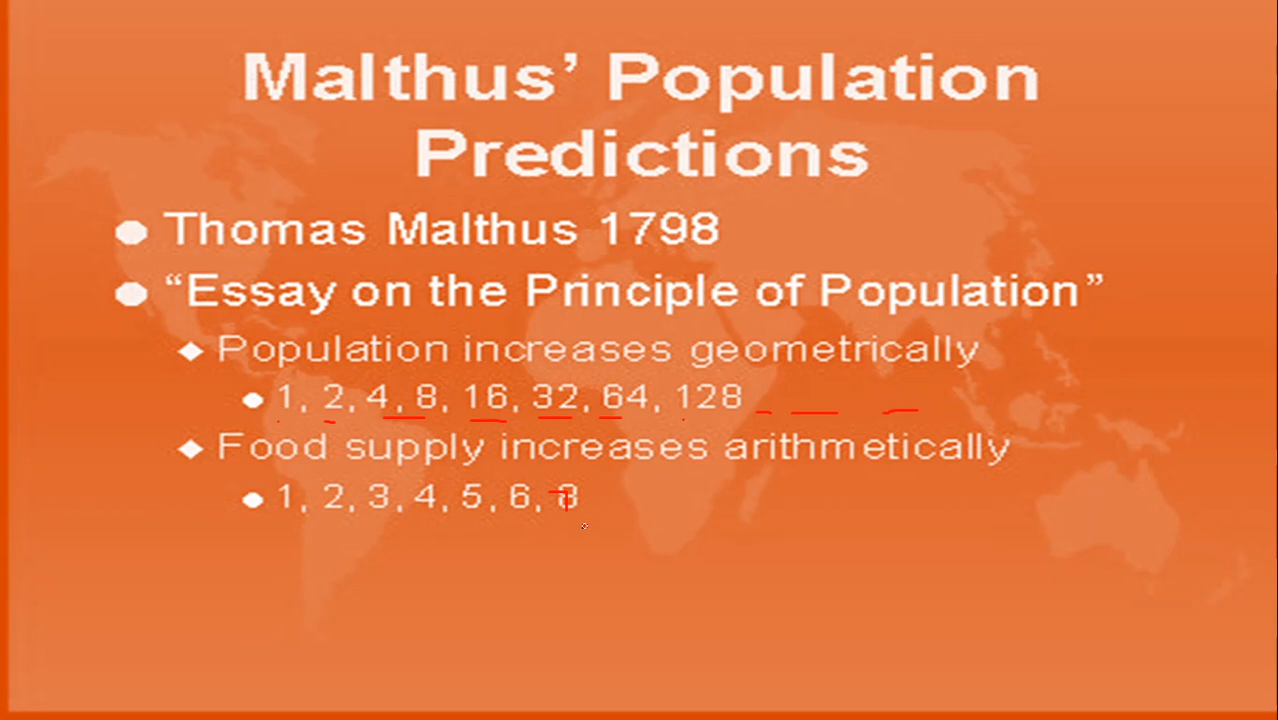 Malthus' Population
Predictions
Thomas Malthus 1798
“Essay on the Principle of Population”
Population increases geometrically
1, 2, 4, 8, 16, 32, 64, 128
Food supply increases arithmetically
1, 2, 3, 4, 5, 6, 8